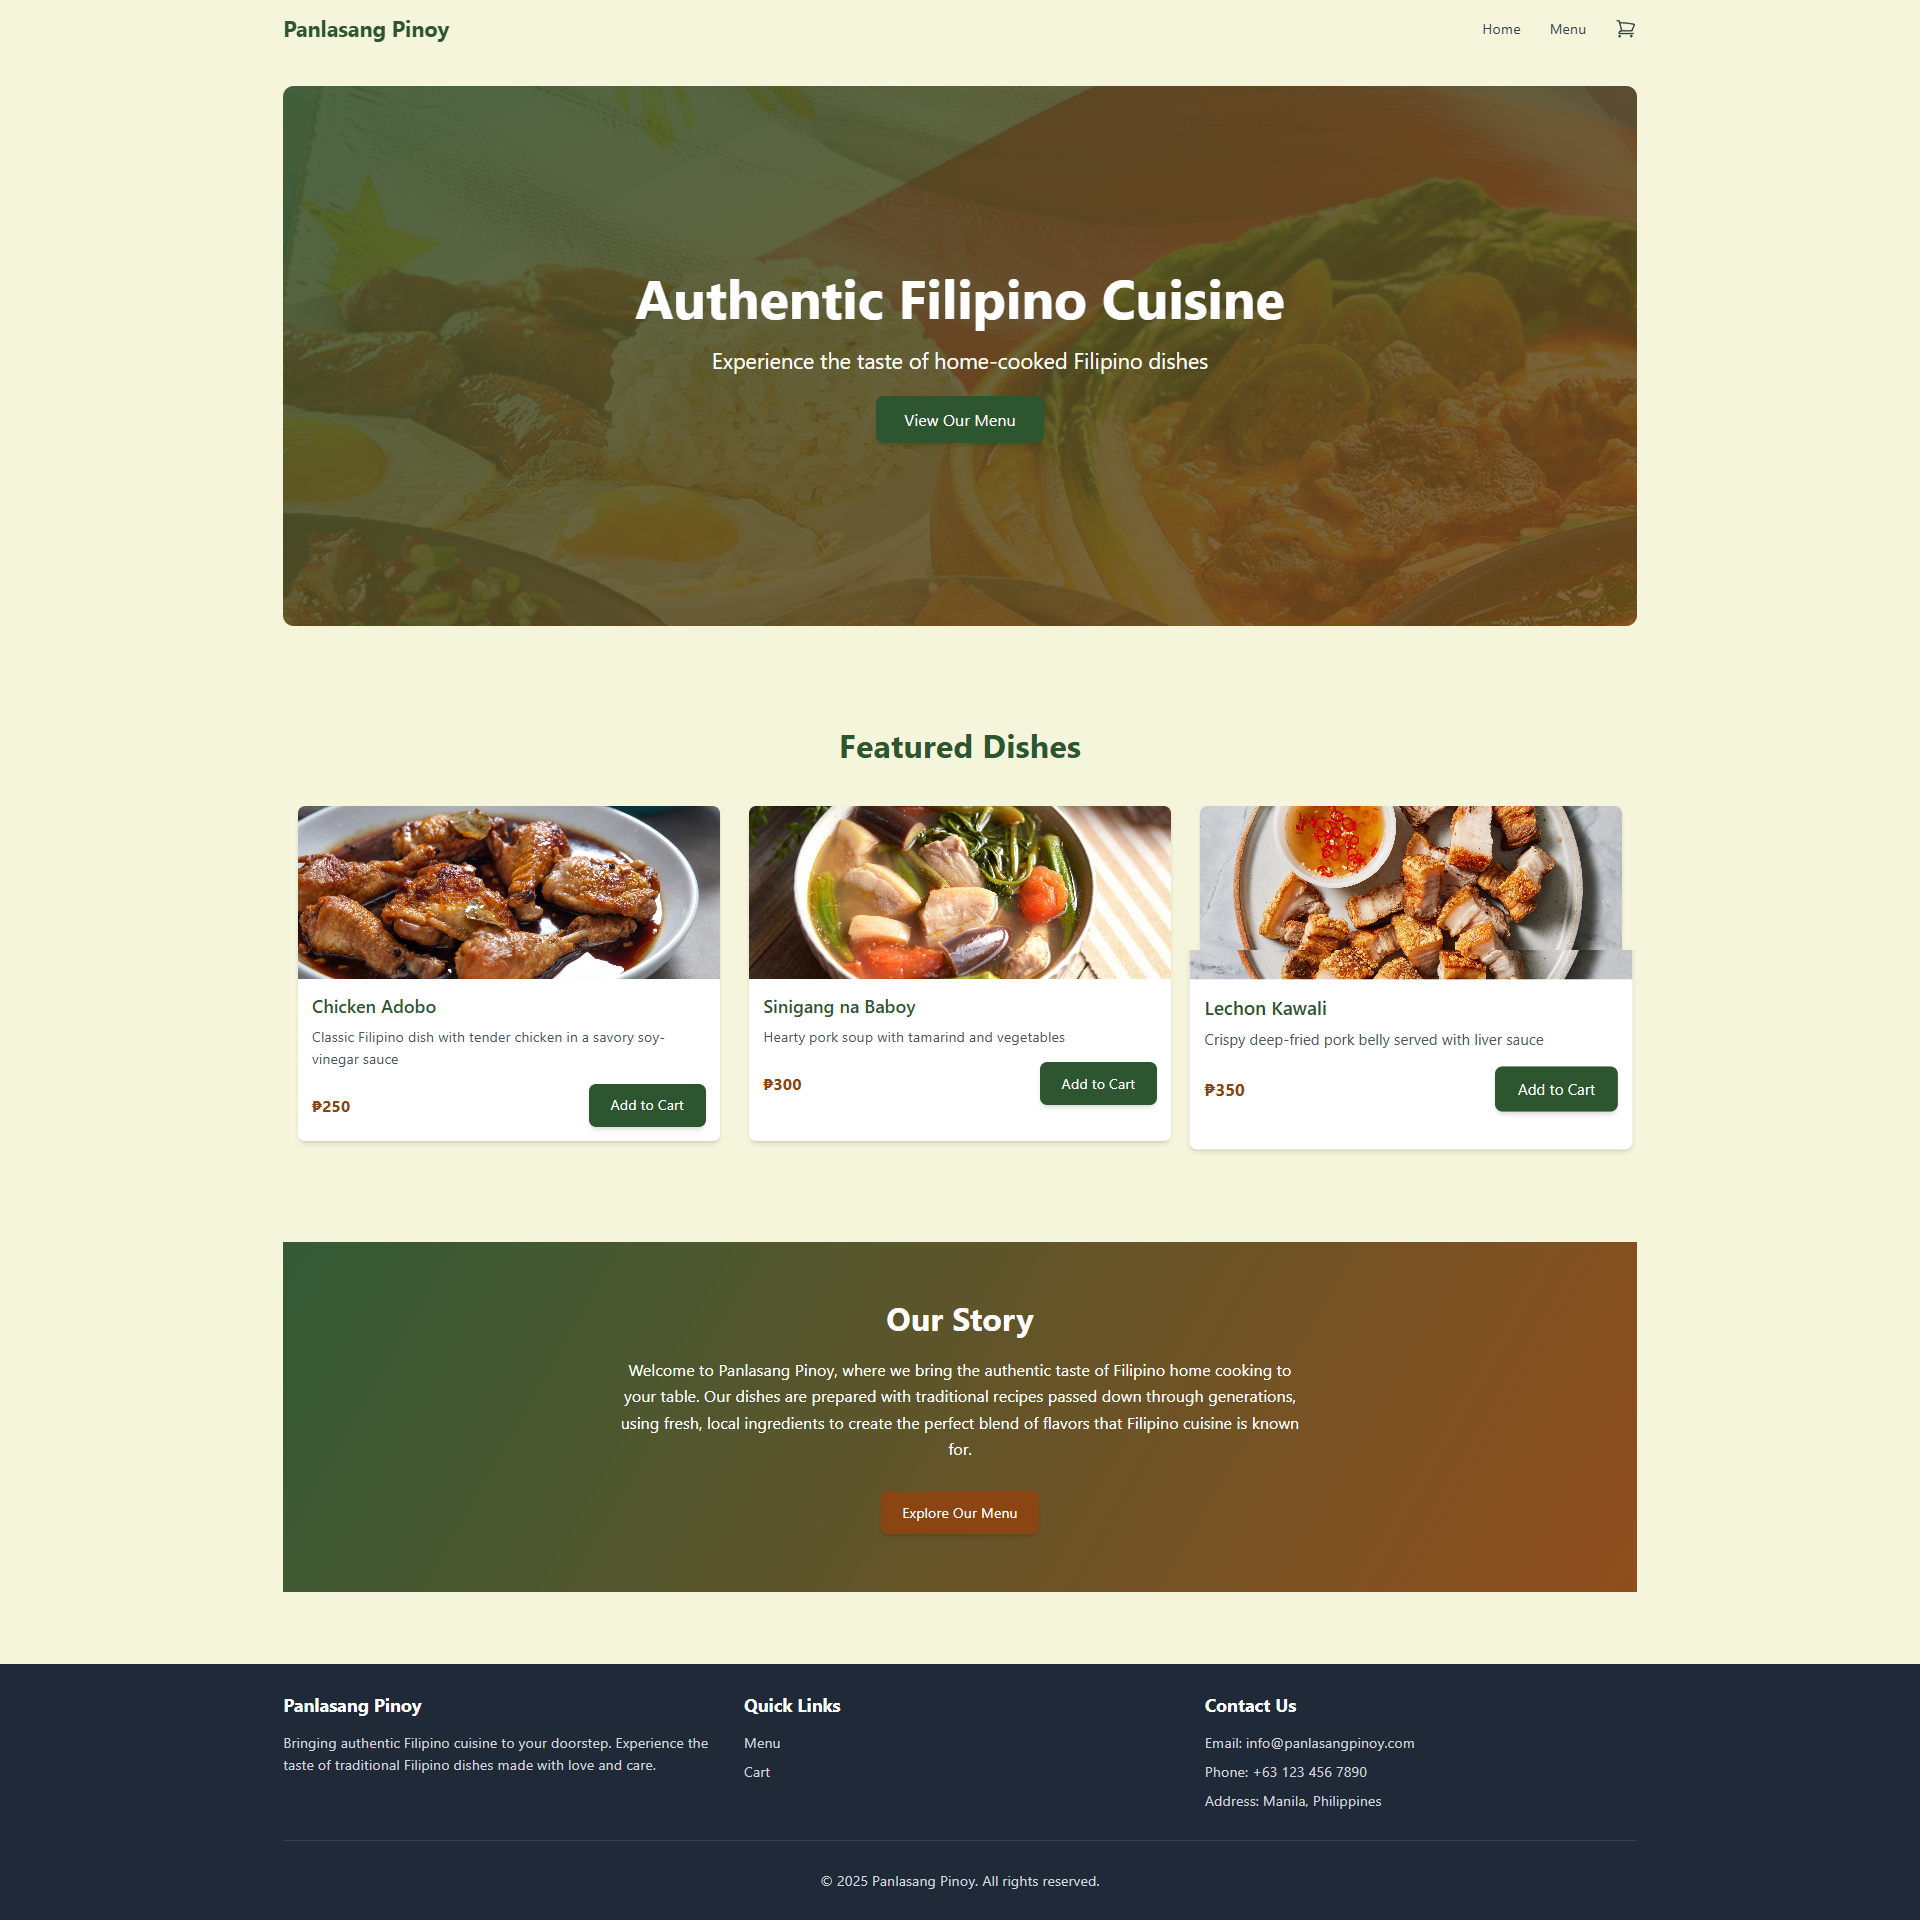 Panlasang Pinoy
Home
Menu
Authentic Filipino Cuisine
Experience the taste of home-cooked Filipino dishes
View Our Menu
Featured Dishes
Chicken Adobo
Classic Filipino dish with tender chicken in a savory soy-
vinegar sauce
₱250
Add to Cart
Sinigang na Baboy
Hearty pork soup with tamarind and vegetables
₱300
Add to Cart
Lechon Kawali
Crispy deep-fried pork belly served with liver sauce
₱350
Add to Cart
Our Story
Welcome to Panlasang Pinoy, where we bring the authentic taste of Filipino home cooking to
your table. Our dishes are prepared with traditional recipes passed down through generations,
using fresh, local ingredients to create the perfect blend of flavors that Filipino cuisine is known
for.
Explore Our Menu
Panlasang Pinoy
Bringing authentic Filipino cuisine to your doorstep. Experience the
taste of traditional Filipino dishes made with love and care.
Quick Links
Menu
Cart
Contact Us
Email: info@panlasangpinoy.com
Phone: +63 123 456 7890
Address: Manila, Philippines
© 2025 Panlasang Pinoy. All rights reserved.